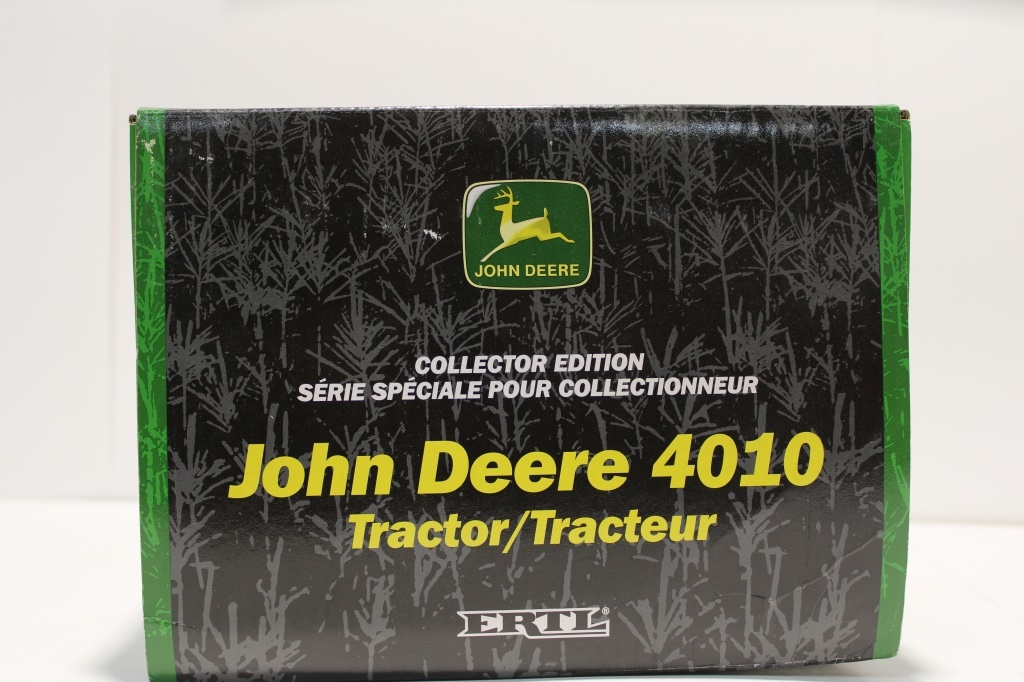 JOHN DEERE
COLLECTOR EDITION
SÉRIE SPÉCIALE POUR COLLECTIONNEUR
John Deere 4010
Tractor/Tracteur
ERTL®